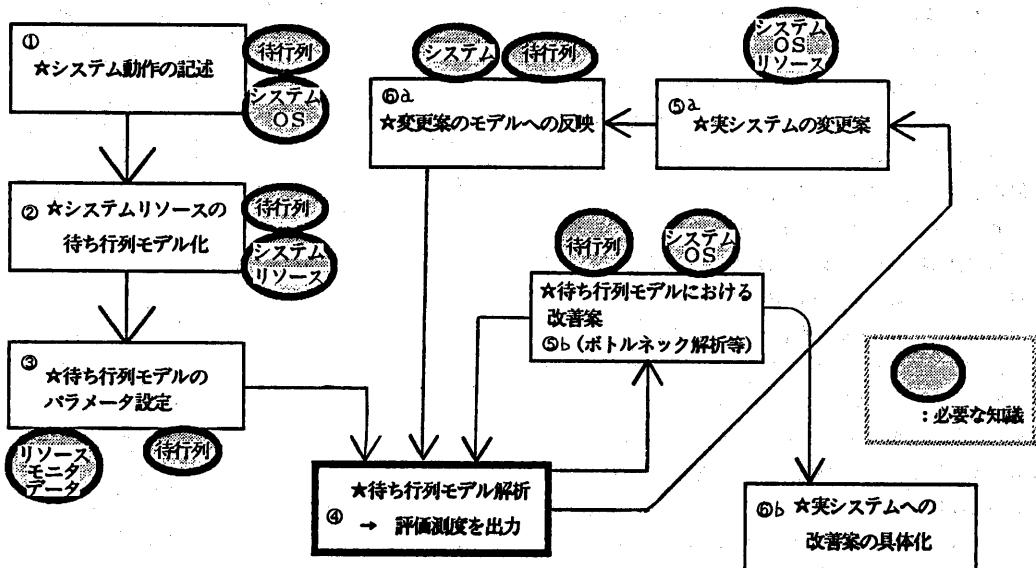 ①
★システム動作の記述
待行列
システム
OS
② ★システムリソースの
待ち行列モデル化
待行列
システム
リソース
③
★待ち行列モデルの
パラメータ設定
リソース
モニタ
データ
待行列
システム
待行列
⑥a
★変更案のモデルへの反映
システム
OS
リソース
⑤a
★実システムの変更案
待行列
システム
OS
★待ち行列モデルにおける
改善案
⑤b(ボトルネック解析等)
★待ち行列モデル解析
④ → 評価測度を出力
:必要な知識
⑥b ★実システムへの
改善案の具体化